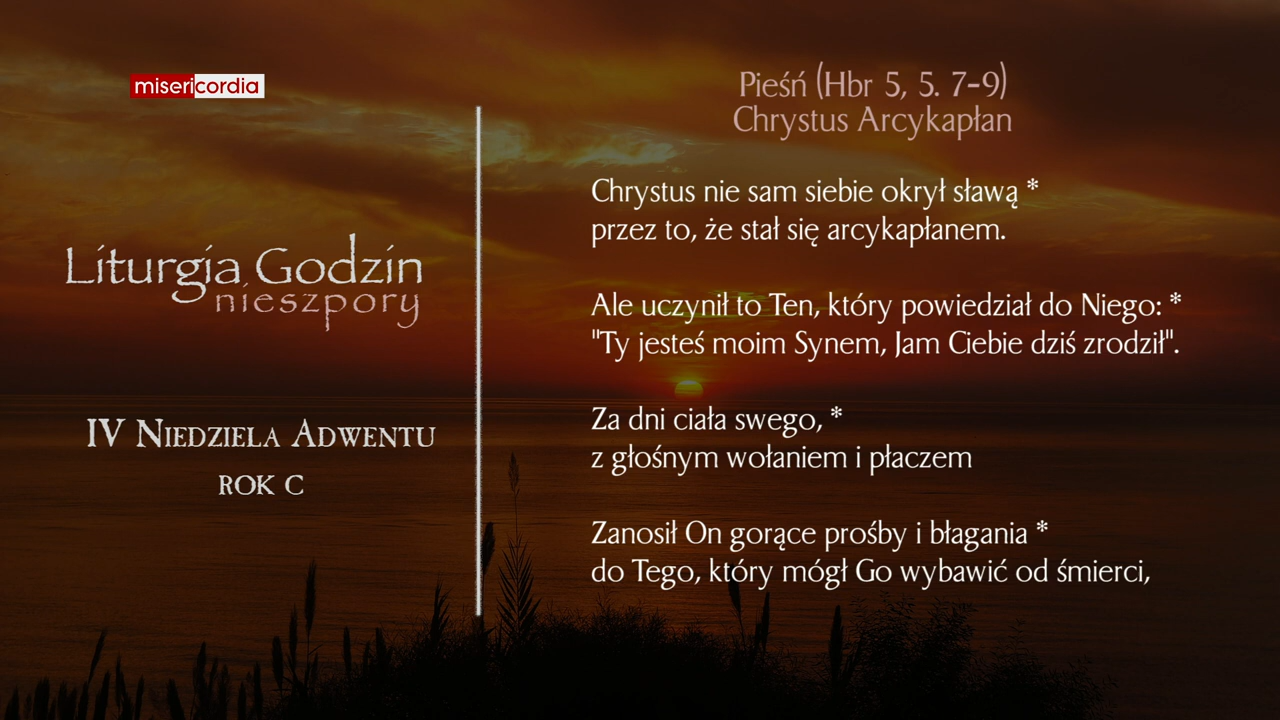 misericordia
Liturgia Godzin
nieszpory
IV Niedziela Adwentu
rok C
Pieśń (Hbr 5, 5. 7-9)
Chrystus Arcykapłan
Chrystus nie sam siebie okrył sławą *
przez to, że stał się arcykapłanem.
Ale uczynił to Ten, który powiedział do Niego: *
"Ty jesteś moim Synem, Jam Ciebie dziś zrodził".
Za dni ciała swego, *
z głośnym wołaniem i płaczem
Zanosił On gorące prośby i błagania *
do Tego, który mógł Go wybawić od śmierci,